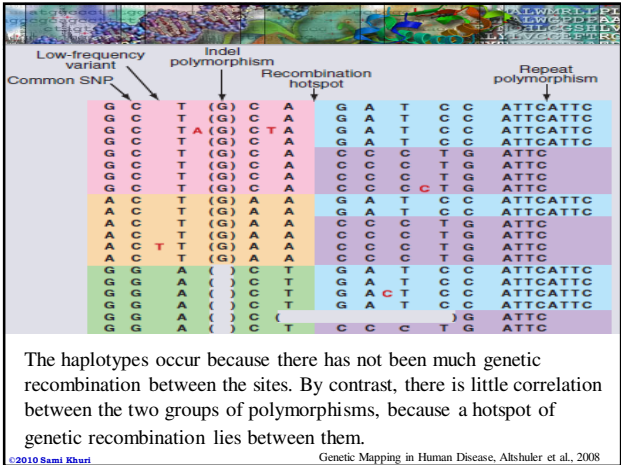 Low-frequency variant
Indel polymorphism
Common SNP
Recombination hotspot
Repeat polymorphism
G C T (G) C A G A T C C ATTCATTC
G C T (G) C A G A T C C ATTCATTC
G C T A (G) C T A G A T C C ATTCATTC
G C T (G) C A G A T C C ATTCATTC
G C T (G) C A C C C T G ATTC
G C T (G) C A C C C T G ATTC
G C T (G) C A C C C T G ATTC
G C T (G) C A C C C C T G ATTC
A C T (G) A A G A T C C ATTCATTC
A C T (G) A A G A T C C ATTCATTC
A C T (G) A A C C C T G ATTC
A C T (G) A A C C C T G ATTC
A C T T (G) A A C C C T G ATTC
A C T (G) A A C C C T G ATTC
G G A ( ) C T G A T C C ATTCATTC
G G A ( ) C T G A T C C ATTCATTC
G G A ( ) C T G A C T C C ATTCATTC
G G A ( ) C T G A T C C ATTCATTC
G G A ( ) C ( ) G ATTC
G G A ( ) C T C C C T G ATTC
The haplotypes occur because there has not been much genetic
recombination between the sites. By contrast, there is little correlation
between the two groups of polymorphisms, because a hotspot of
genetic recombination lies between them.
©2010 Sami Khuri
Genetic Mapping in Human Disease, Altshuler et al., 2008